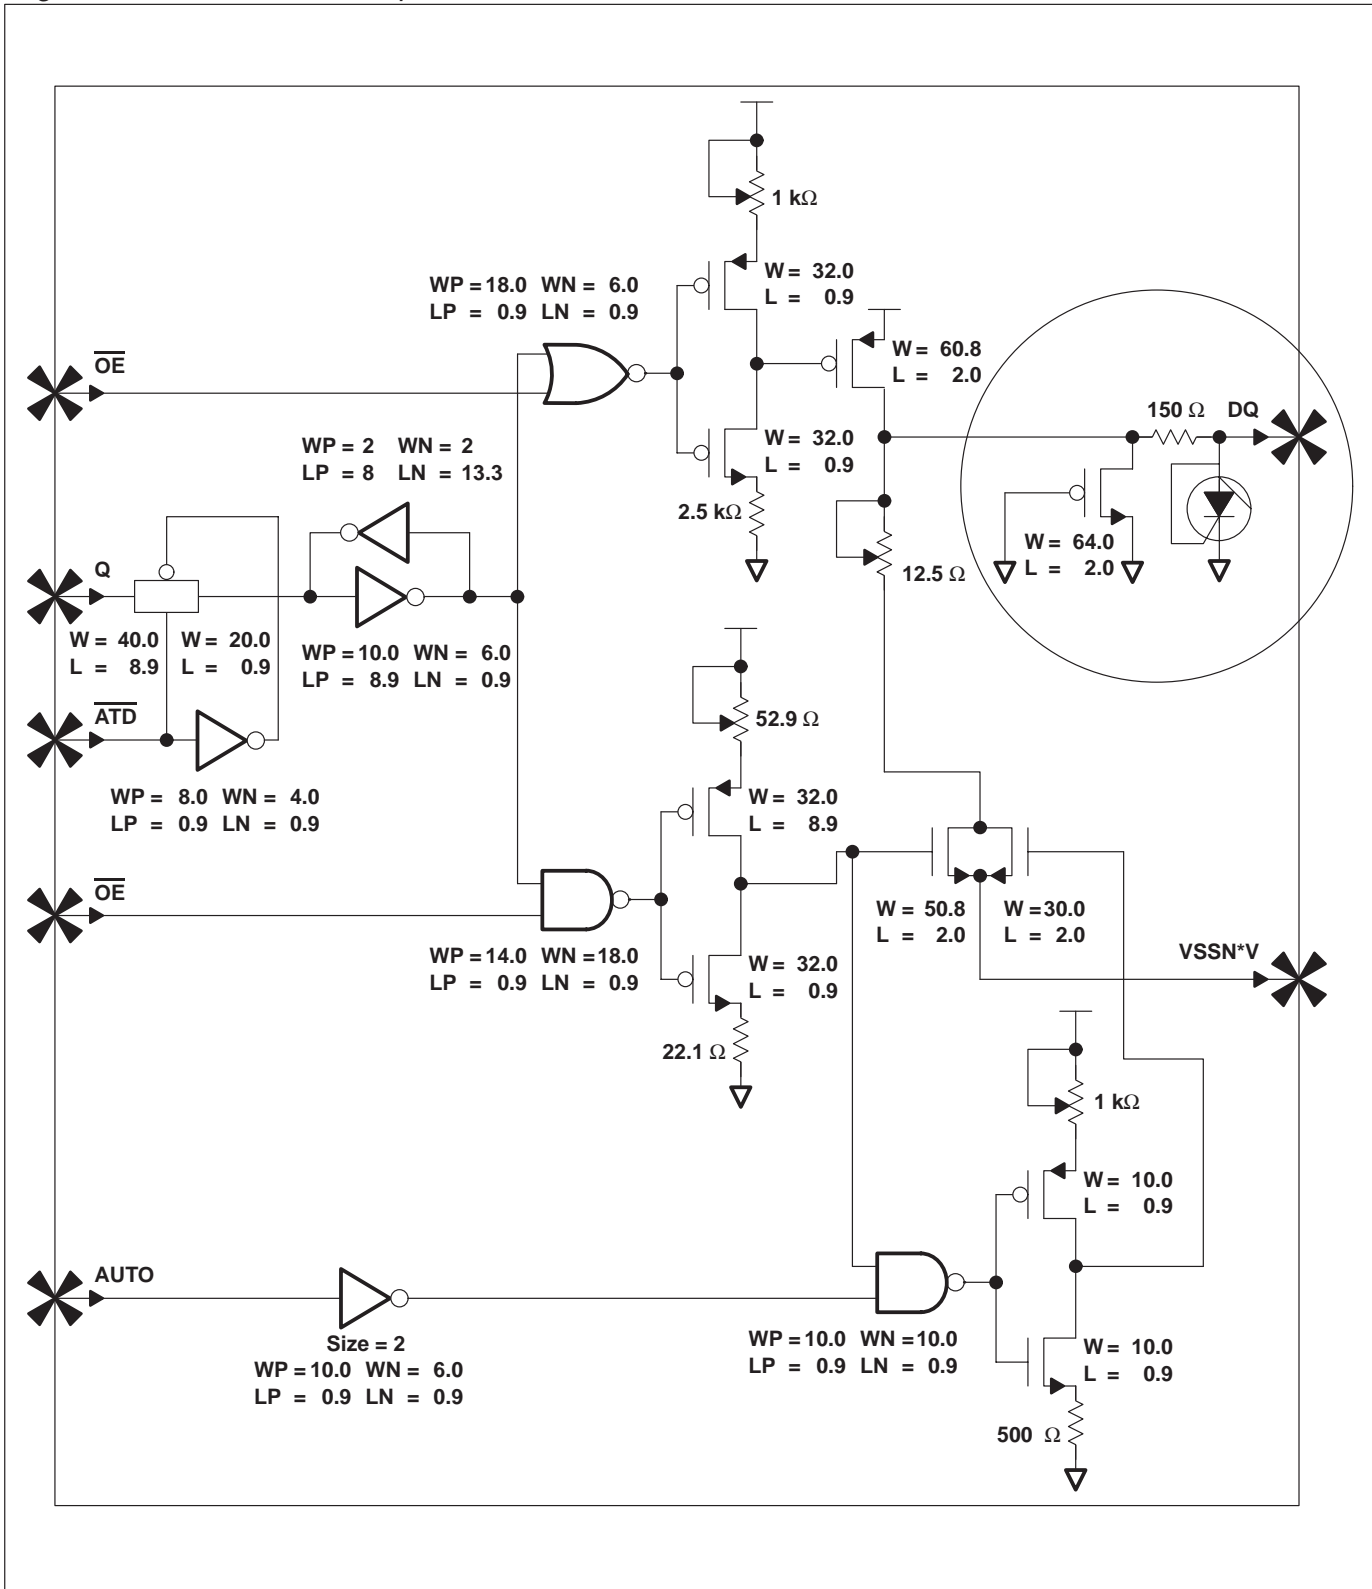 1 kΩ
WP = 18.0 WN = 6.0
LP = 0.9 LN = 0.9
W = 32.0
L = 0.9
OE
W = 60.8
L = 2.0
150 Ω
DQ
WP = 2 WN = 2
LP = 8 LN = 13.3
W = 32.0
L = 0.9
2.5 kΩ
W = 64.0
L = 2.0
12.5 Ω
Q
W = 40.0
L = 8.9
W = 20.0
L = 0.9
WP = 10.0 WN = 6.0
LP = 8.9 LN = 0.9
ATD
52.9 Ω
WP = 8.0 WN = 4.0
LP = 0.9 LN = 0.9
W = 32.0
L = 8.9
OE
W = 50.8
L = 2.0
W = 30.0
L = 2.0
WP = 14.0 WN = 18.0
LP = 0.9 LN = 0.9
W = 32.0
L = 0.9
VSSN*V
22.1 Ω
1 kΩ
W = 10.0
L = 0.9
AUTO
Size = 2
WP = 10.0 WN = 6.0
LP = 0.9 LN = 0.9
WP = 10.0 WN = 10.0
LP = 0.9 LN = 0.9
W = 10.0
L = 0.9
500 Ω